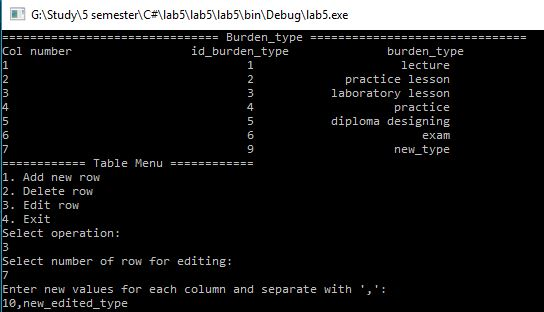 G:\Study\5 semester\C#\lab5\lab5\lab5\bin\Debug\lab5.exe
=============================== Burden_type ===============================
Col number id_burden_type burden_type
1 1 lecture
2 2 practice lesson
3 3 laboratory lesson
4 4 practice
5 5 diploma designing
6 6 exam
7 9 new_type
============ Table Menu ============
1. Add new row
2. Delete row
3. Edit row
4. Exit
Select operation:
3
Select number of row for editing:
7
Enter new values for each column and separate with ',':
10,new_edited_type